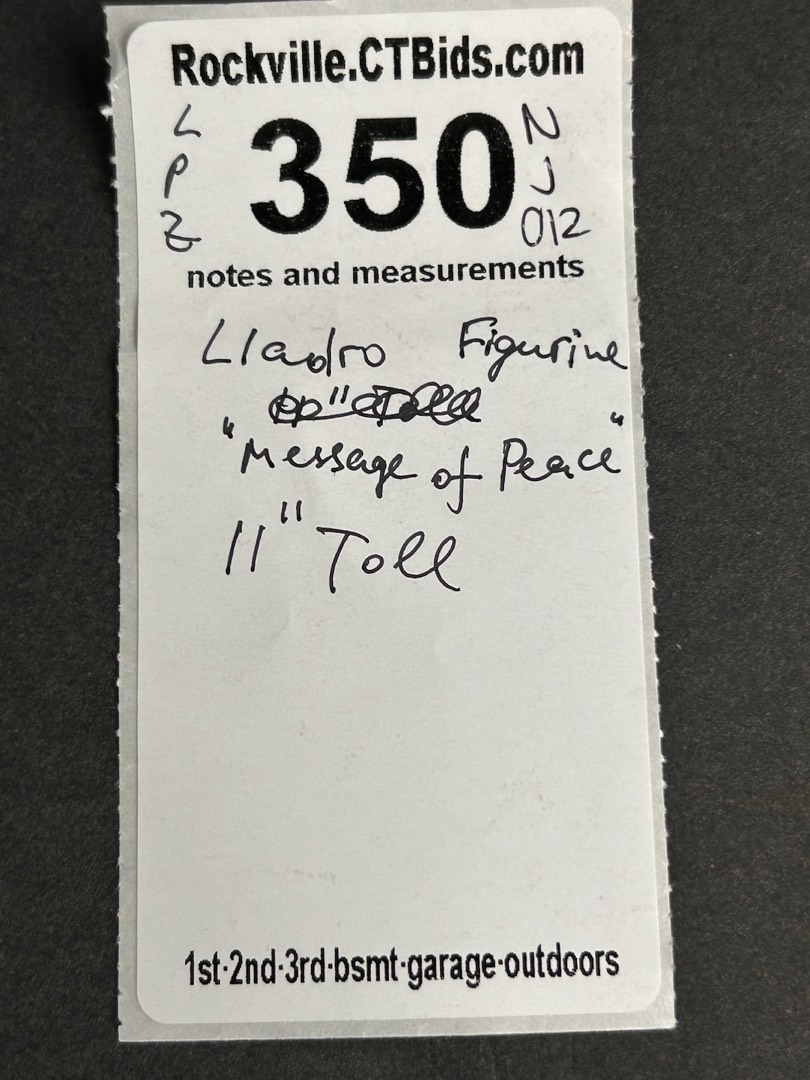 Rockville.CTBids.com
L
P
Z
350
N
J
012
notes and measurements
Lladro Figurine
"Message of Peace"
11" Tall
1st·2nd·3rd·bsmt·garage·outdoors